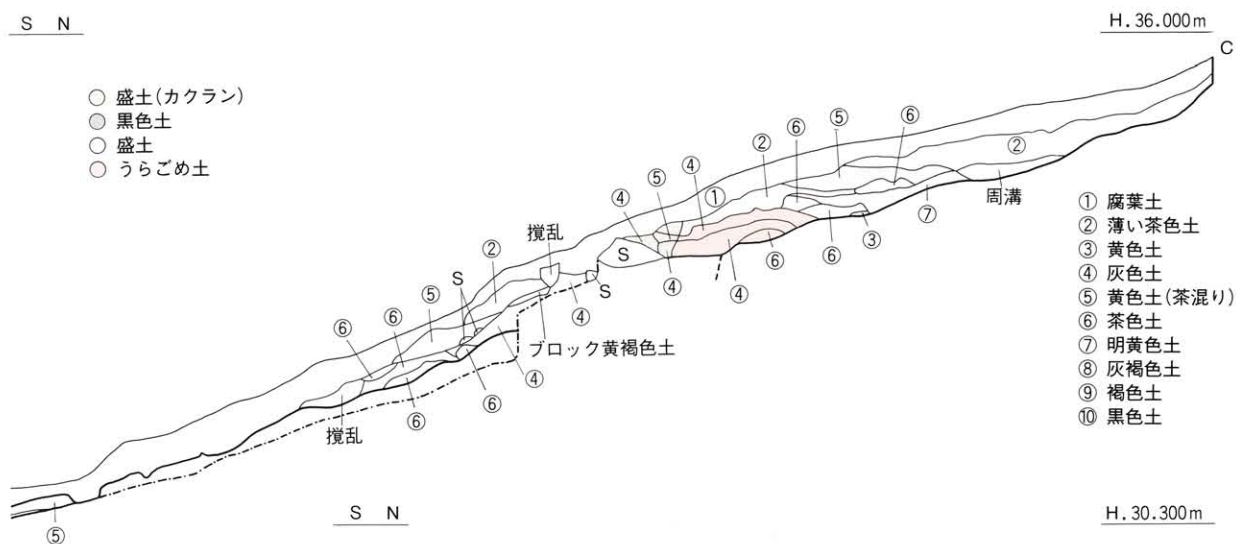 S N
H.36.000m
C
盛土(カクラン)
黒色土
盛土
うらごめ土
⑥
⑤
⑥
②
②
④
⑤
④
①
周溝
⑦
③
⑥
⑥
④
④
S
撹乱
S
④
②
S
⑤
⑥
⑥
ブロック黄褐色土
④
⑥
⑥
撹乱
⑤
① 腐葉土
② 薄い茶色土
③ 黄色土
④ 灰色土
⑤ 黄色土(茶混り)
⑥ 茶色土
⑦ 明黄色土
⑧ 灰褐色土
⑨ 褐色土
⑩ 黒色土
S N
H.30.300m